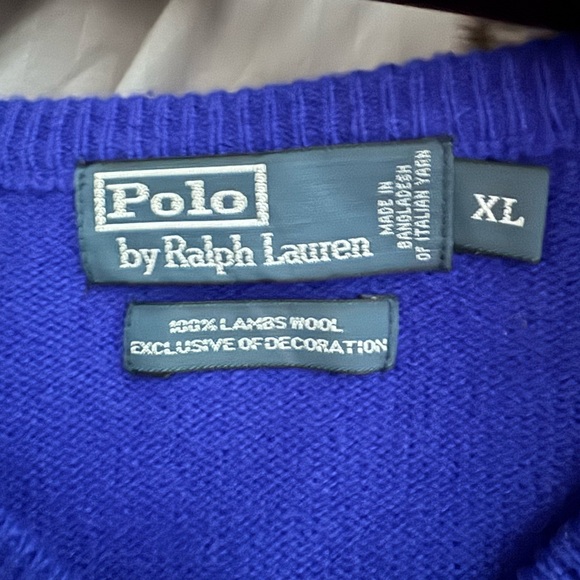 Polo
by Ralph Lauren
MADE IN
BANGLADESH
OF ITALIAN YARN
XL
100% LAMBS WOOL
EXCLUSIVE OF DECORATION